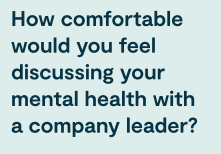 How comfortable
would you feel
discussing your
mental health with
a company leader?